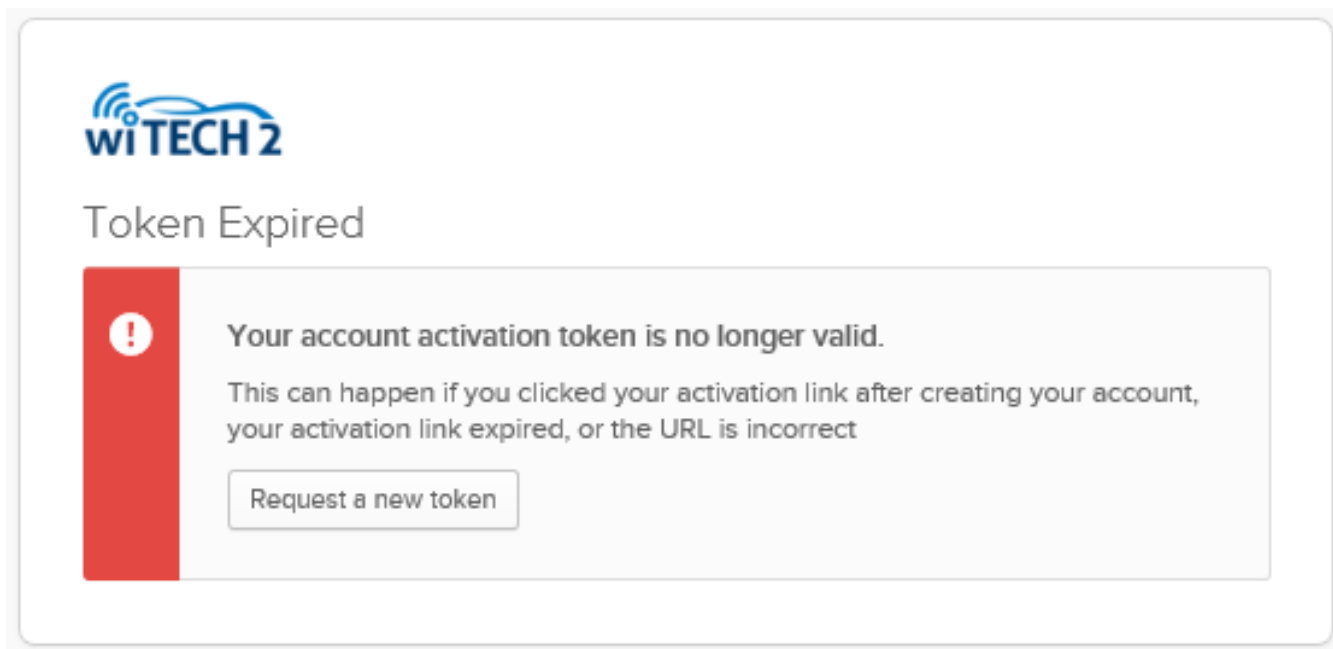 wiTECH 2
Token Expired
!
Your account activation token is no longer valid.
This can happen if you clicked your activation link after creating your account,
your activation link expired, or the URL is incorrect
Request a new token